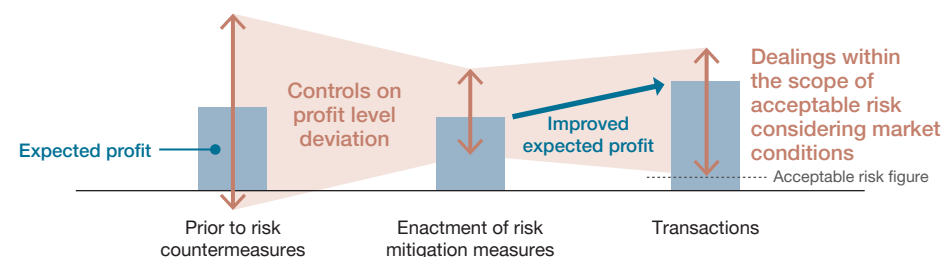 Expected profit
Controls on
profit level
deviation
Improved
expected profit
Dealings within
the scope of
acceptable risk
considering market
conditions
Acceptable risk figure
Prior to risk
countermeasures
Enactment of risk
mitigation measures
Transactions